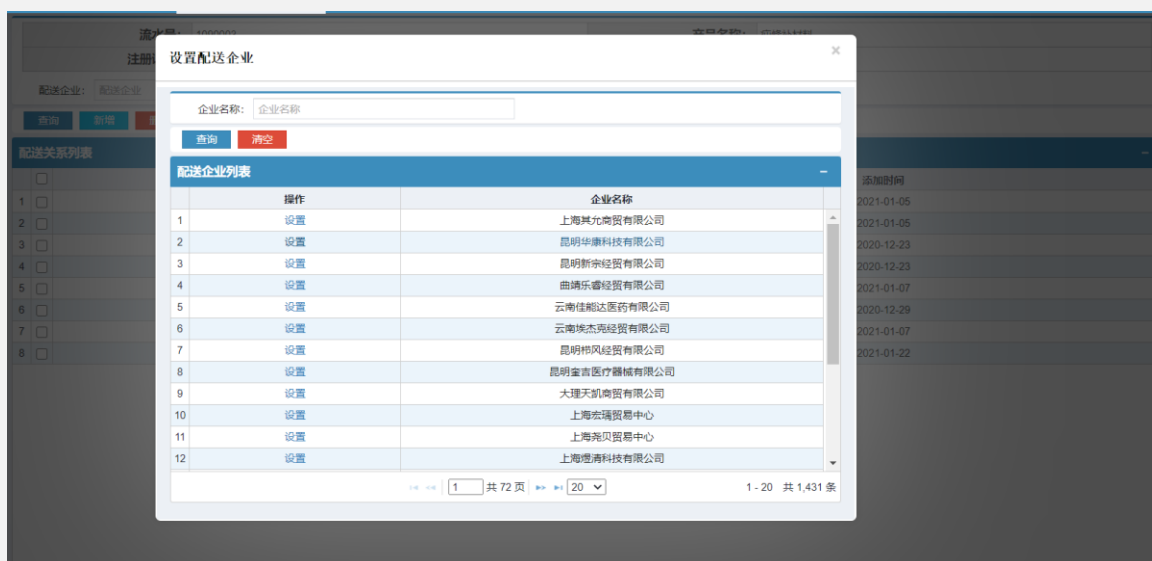 流水号: 1090003 产品名称:
注册
设置配送企业 ×
配送企业: 配送企业
企业名称: 企业名称
查询 新增
查询 清空
配送关系列表
配送企业列表 −
操作 企业名称
添加时间
1 设置 上海其允商贸有限公司
2 设置 昆明华康科技有限公司
3 设置 昆明新宗经贸有限公司
4 设置 曲靖乐睿经贸有限公司
5 设置 云南佳能达医药有限公司
6 设置 云南埃杰克经贸有限公司
7 设置 昆明栉风经贸有限公司
8 设置 昆明奎吉医疗器械有限公司
9 设置 大理天凯商贸有限公司
10 设置 上海宏瑀贸易中心
11 设置 上海尧贝贸易中心
12 设置 上海煜清科技有限公司
1 共 72 页 20
1 - 20 共 1,431 条
1 2021-01-05
2 2021-01-05
3 2020-12-23
4 2020-12-23
5 2021-01-07
6 2020-12-29
7 2021-01-07
8 2021-01-22